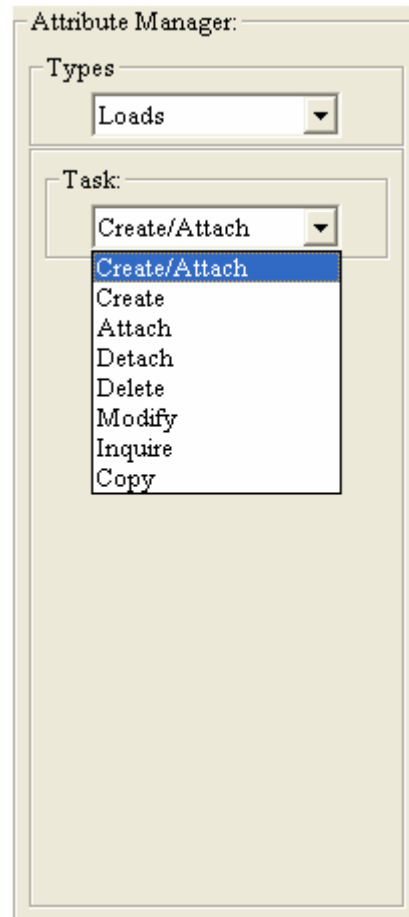 Attribute Manager:
Types
Loads
Task:
Create/Attach
Create/Attach
Create
Attach
Detach
Delete
Modify
Inquire
Copy